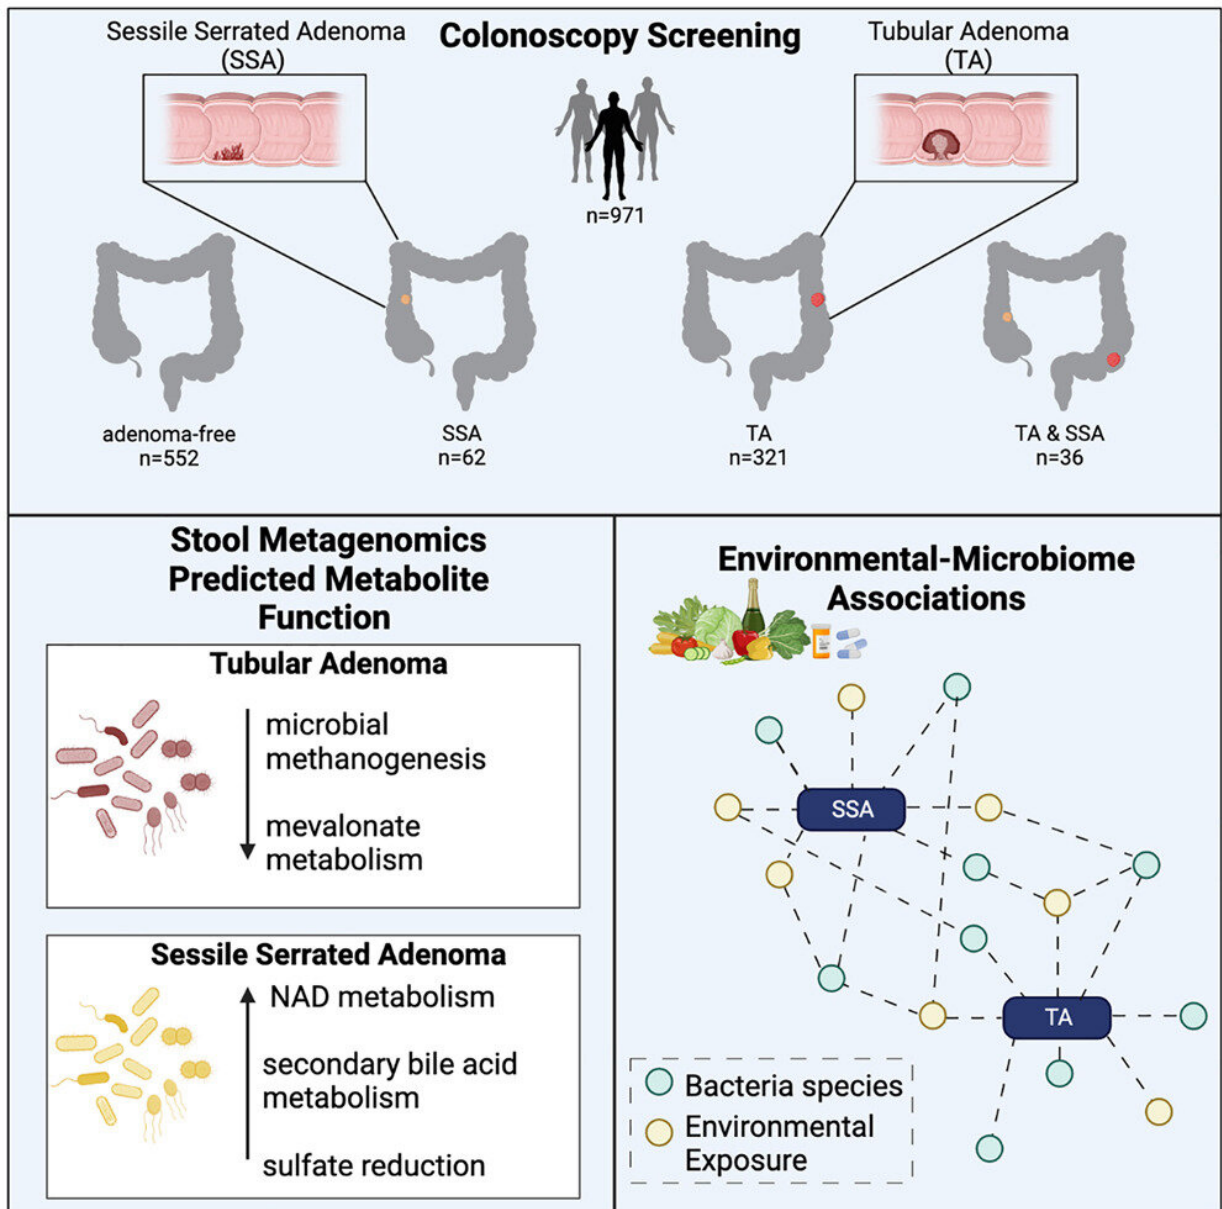 Colonoscopy Screening
Sessile Serrated Adenoma
(SSA)
Tubular Adenoma
(TA)
n=971
adenoma-free
n=552
SSA
n=62
TA
n=321
TA & SSA
n=36
Stool Metagenomics
Predicted Metabolite
Function
Tubular Adenoma
microbial
methanogenesis
mevalonate
metabolism
Sessile Serrated Adenoma
NAD metabolism
secondary bile acid
metabolism
sulfate reduction
Environmental-Microbiome
Associations
SSA
TA
Bacteria species
Environmental
Exposure